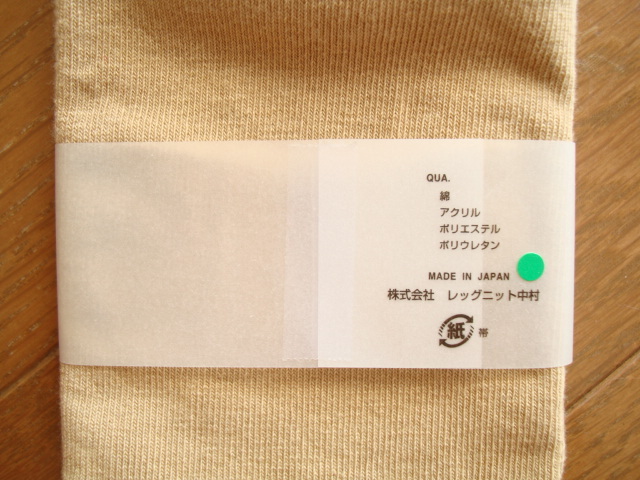 QUA.
綿
アクリル
ポリエステル
ポリウレタン
MADE IN JAPAN
株式会社 レッグニット中村
紙 帯